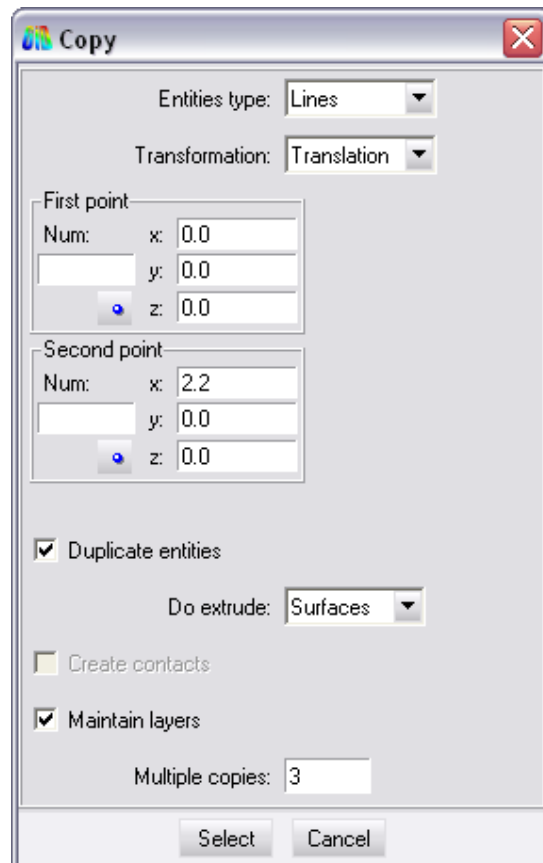 Copy
Entities type: Lines
Transformation: Translation
First point
Num: x: 0.0
y: 0.0
z: 0.0
Second point
Num: x: 2.2
y: 0.0
z: 0.0
Duplicate entities
Do extrude: Surfaces
Create contacts
Maintain layers
Multiple copies: 3
Select Cancel